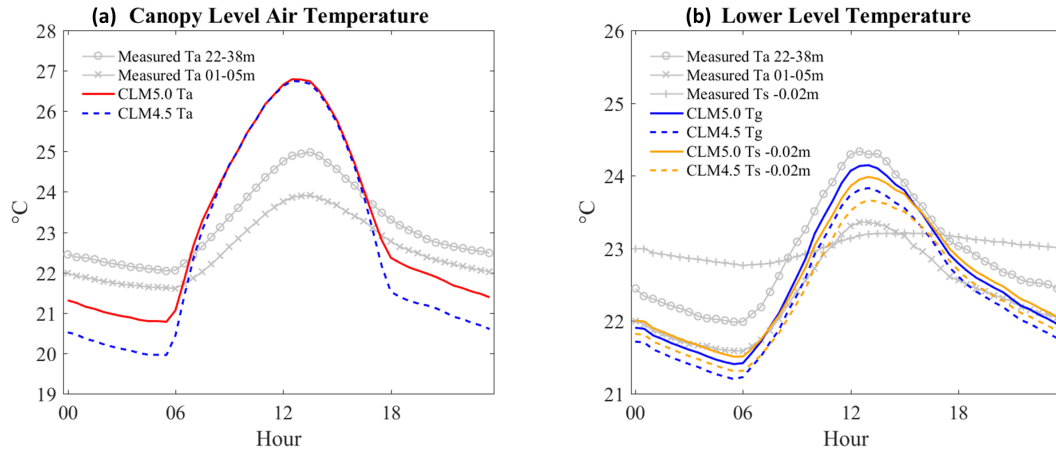 (a) Canopy Level Air Temperature
28
27
26
25
24
23
22
21
20
19
°C
Measured Ta 22-38m
Measured Ta 01-05m
CLM5.0 Ta
CLM4.5 Ta
00 06 12 18
Hour
(b) Lower Level Temperature
26
25
24
23
22
21
°C
Measured Ta 22-38m
Measured Ta 01-05m
Measured Ts -0.02m
CLM5.0 Tg
CLM4.5 Tg
CLM5.0 Ts -0.02m
CLM4.5 Ts -0.02m
00 06 12 18
Hour